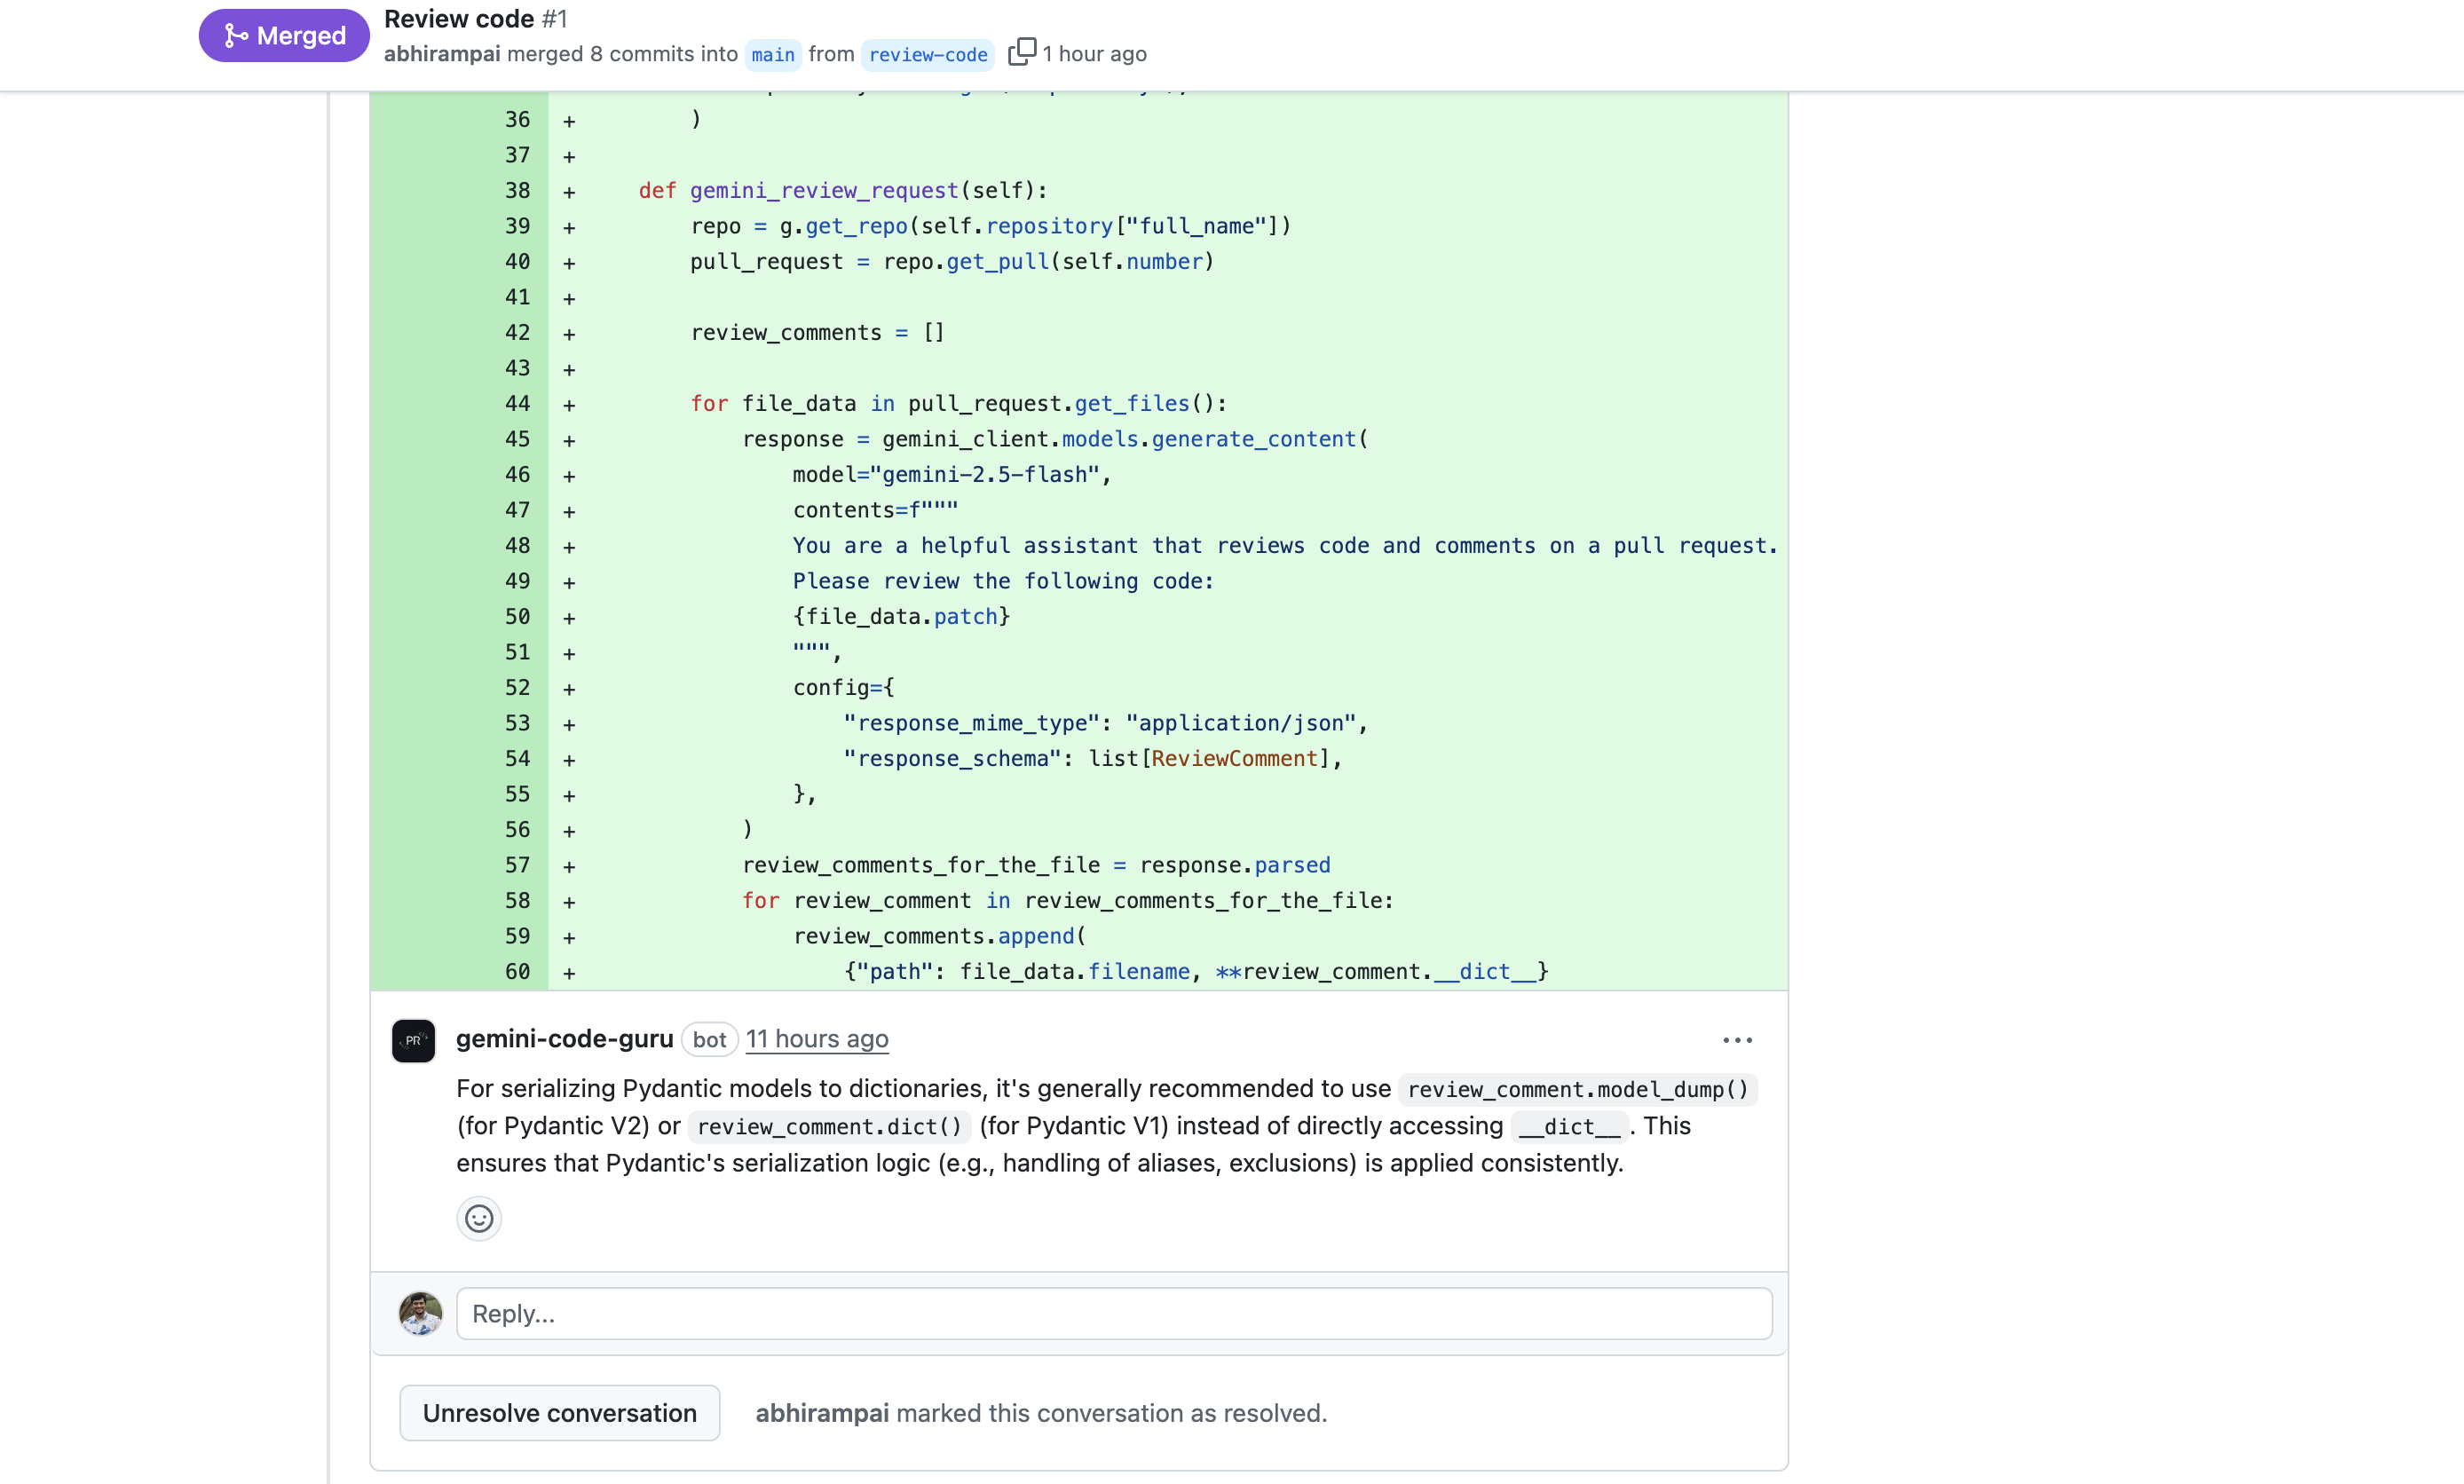 Merged
Review code #1
abhirampai merged 8 commits into main from review-code 1 hour ago
36 + )
37 +
38 + def gemini_review_request(self):
39 + repo = g.get_repo(self.repository["full_name"])
40 + pull_request = repo.get_pull(self.number)
41 +
42 + review_comments = []
43 +
44 + for file_data in pull_request.get_files():
45 + response = gemini_client.models.generate_content(
46 + model="gemini-2.5-flash",
47 + contents=f"""
48 + You are a helpful assistant that reviews code and comments on a pull request.
49 + Please review the following code:
50 + {file_data.patch}
51 + """,
52 + config={
53 + "response_mime_type": "application/json",
54 + "response_schema": list[ReviewComment],
55 + },
56 + )
57 + review_comments_for_the_file = response.parsed
58 + for review_comment in review_comments_for_the_file:
59 + review_comments.append(
60 + {"path": file_data.filename, **review_comment.__dict__}
PR
gemini-code-guru bot 11 hours ago
For serializing Pydantic models to dictionaries, it's generally recommended to use review_comment.model_dump()
(for Pydantic V2) or review_comment.dict() (for Pydantic V1) instead of directly accessing __dict__. This
ensures that Pydantic's serialization logic (e.g., handling of aliases, exclusions) is applied consistently.
Reply...
Unresolve conversation abhirampai marked this conversation as resolved.